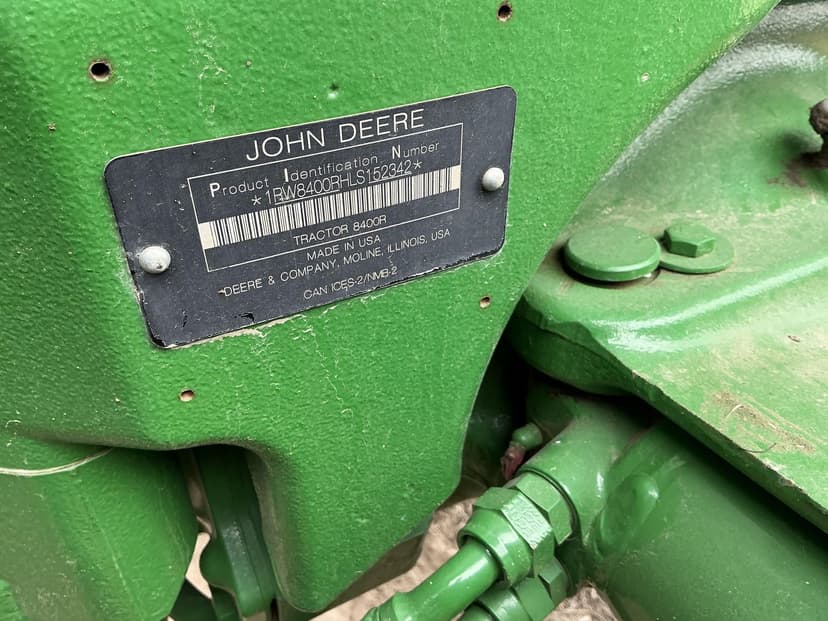 JOHN DEERE
Product Identification Number
*1RW8400RHLS152342*
TRACTOR 8400R
MADE IN USA
DEERE & COMPANY, MOLINE, ILLINOIS, USA
CAN ICES-2/NMB-2